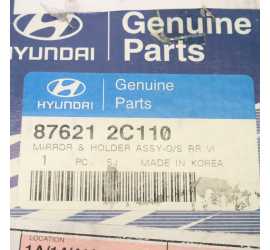 HYUNDAI
Genuine
Parts
HYUNDAI
Genuine
Parts
87621 2C110
MIRROR & HOLDER ASSY-O/S RR VI
1 PC. SJ MADE IN KOREA
LOCATION